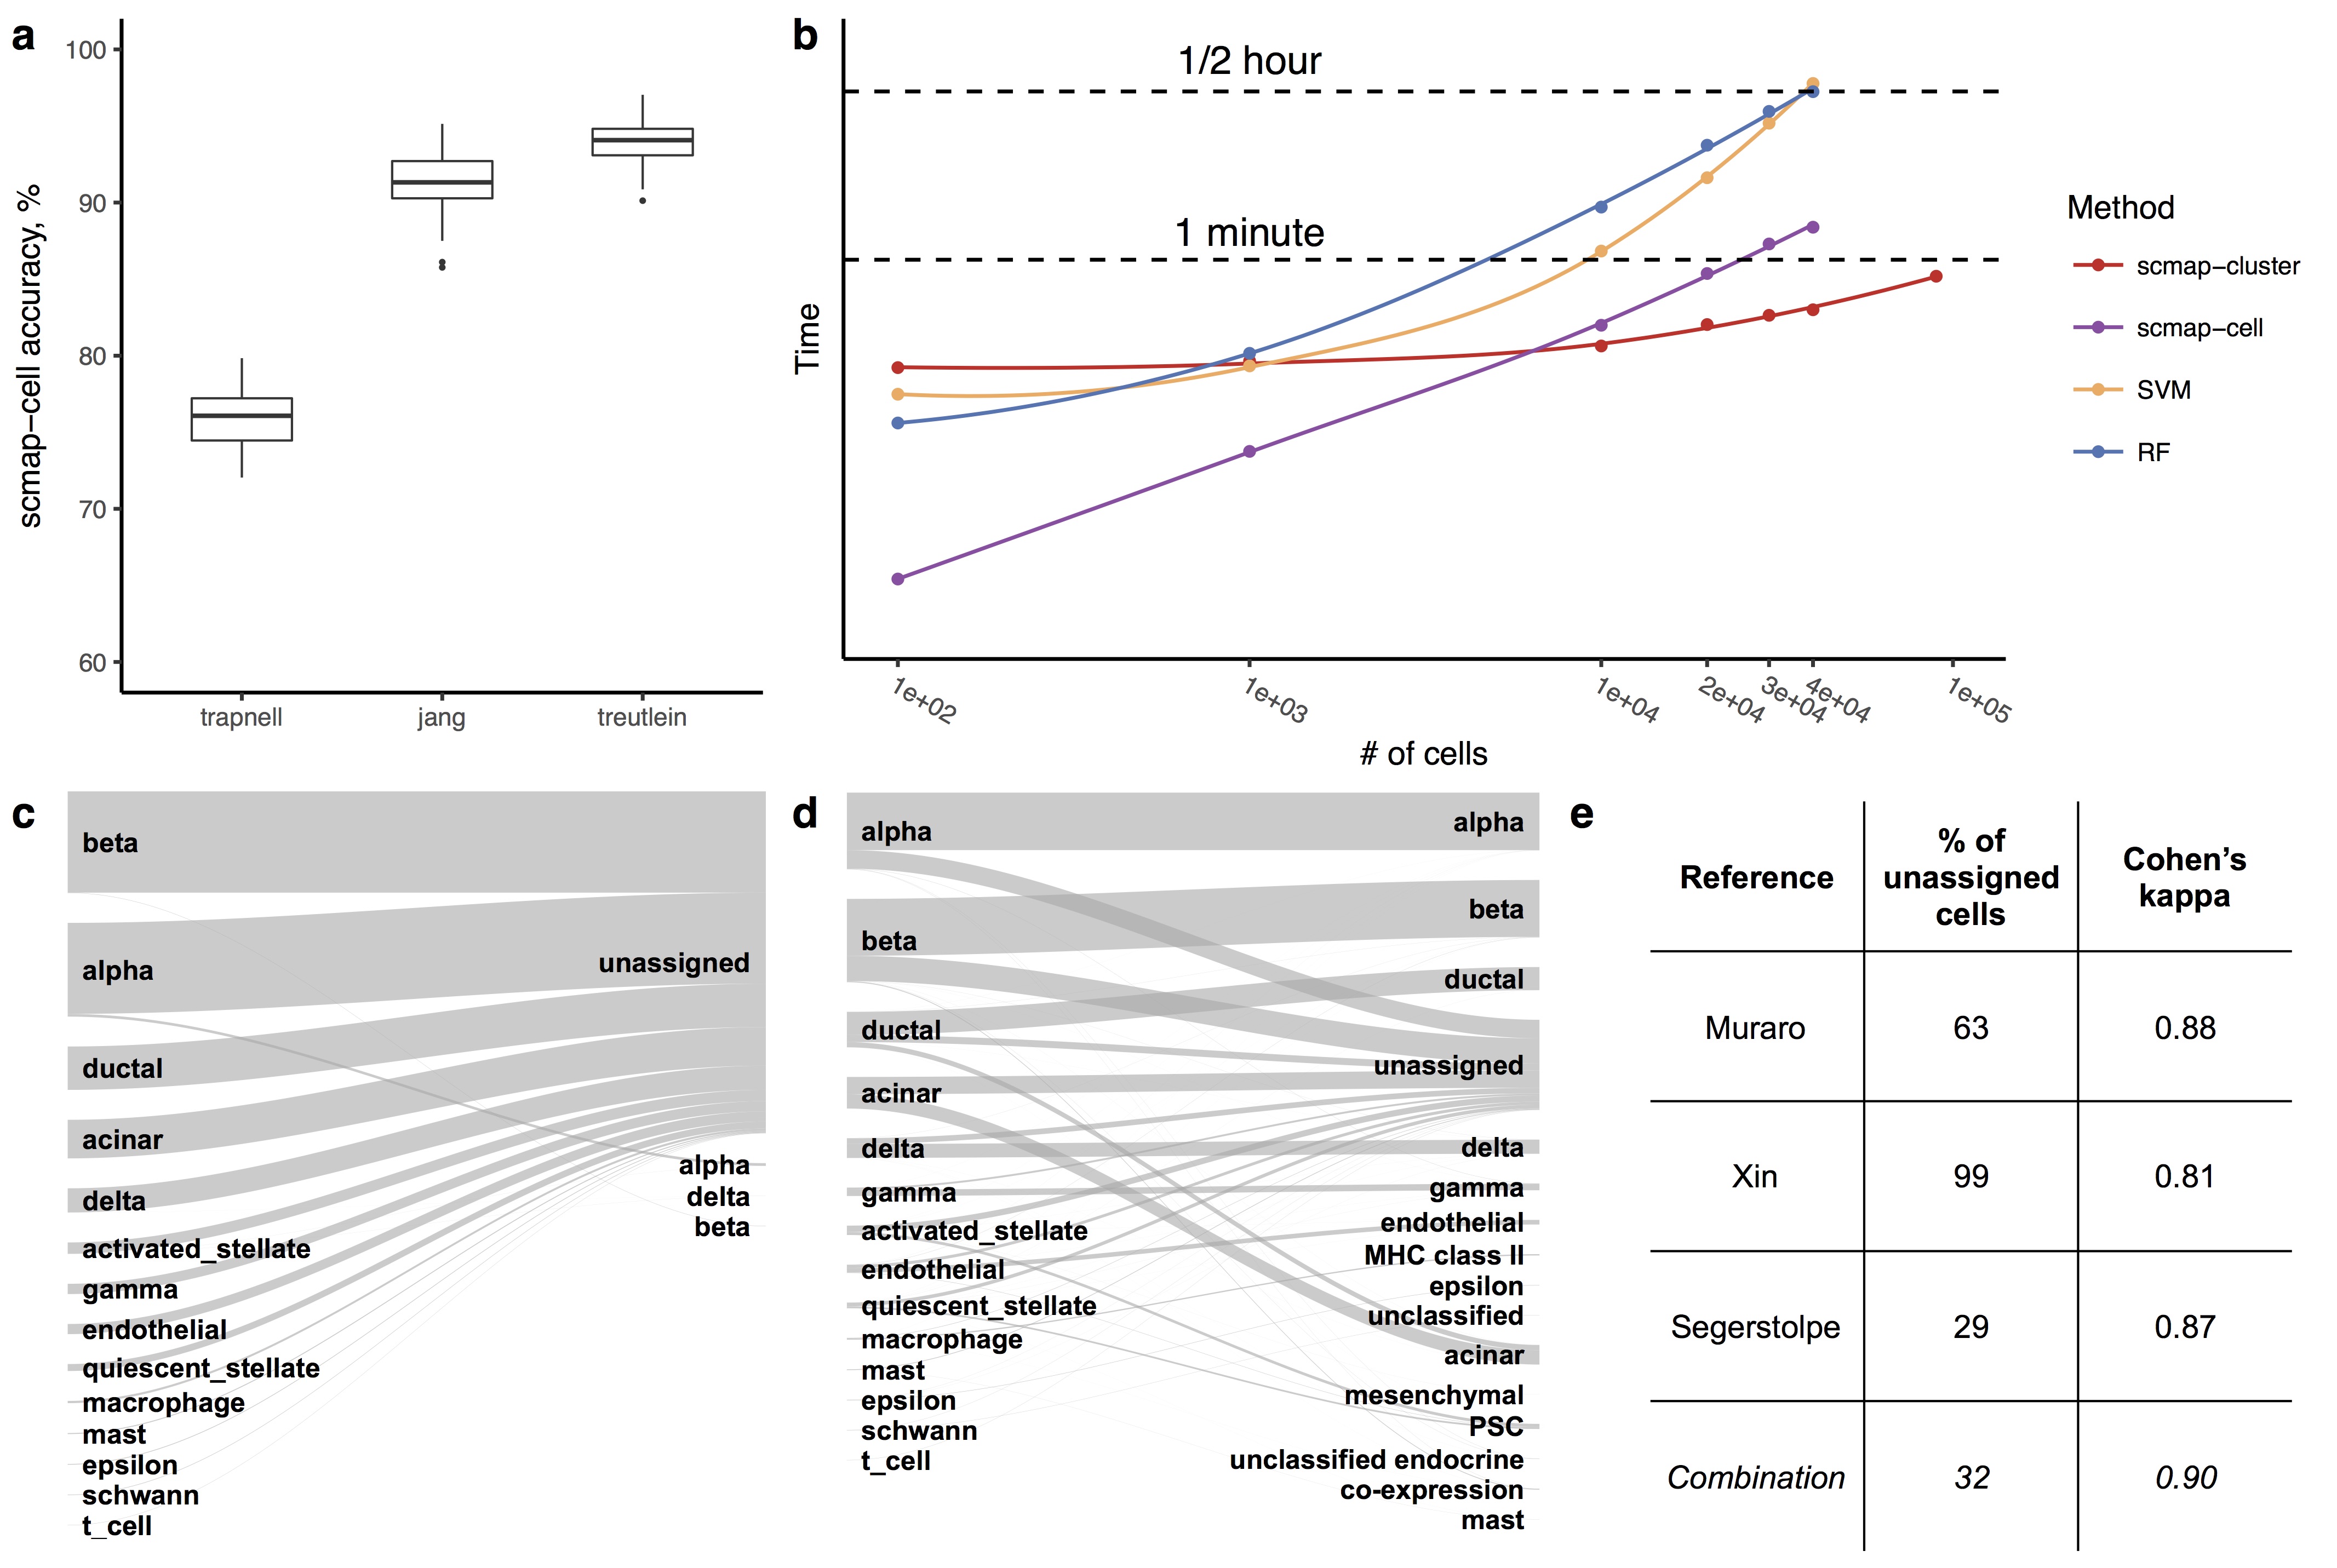 a
scmap−cell accuracy, %
100
90
80
70
60
trapnell
jang
treutlein
b
Time
1/2 hour
1 minute
1e+02
1e+03
1e+04
2e+04
3e+04
4e+04
1e+05
# of cells
Method
scmap−cluster
scmap−cell
SVM
RF
c
beta
alpha
ductal
acinar
delta
activated_stellate
gamma
endothelial
quiescent_stellate
macrophage
mast
epsilon
schwann
t_cell
unassigned
alpha
delta
beta
d
alpha
beta
ductal
acinar
delta
gamma
activated_stellate
endothelial
quiescent_stellate
macrophage
mast
epsilon
schwann
t_cell
alpha
beta
ductal
unassigned
delta
gamma
endothelial
MHC class II
epsilon
unclassified
acinar
mesenchymal
PSC
unclassified endocrine
co-expression
mast
e
Reference
% of
unassigned
cells
Cohen’s
kappa
Muraro 63 0.88
Xin 99 0.81
Segerstolpe 29 0.87
Combination 32 0.90